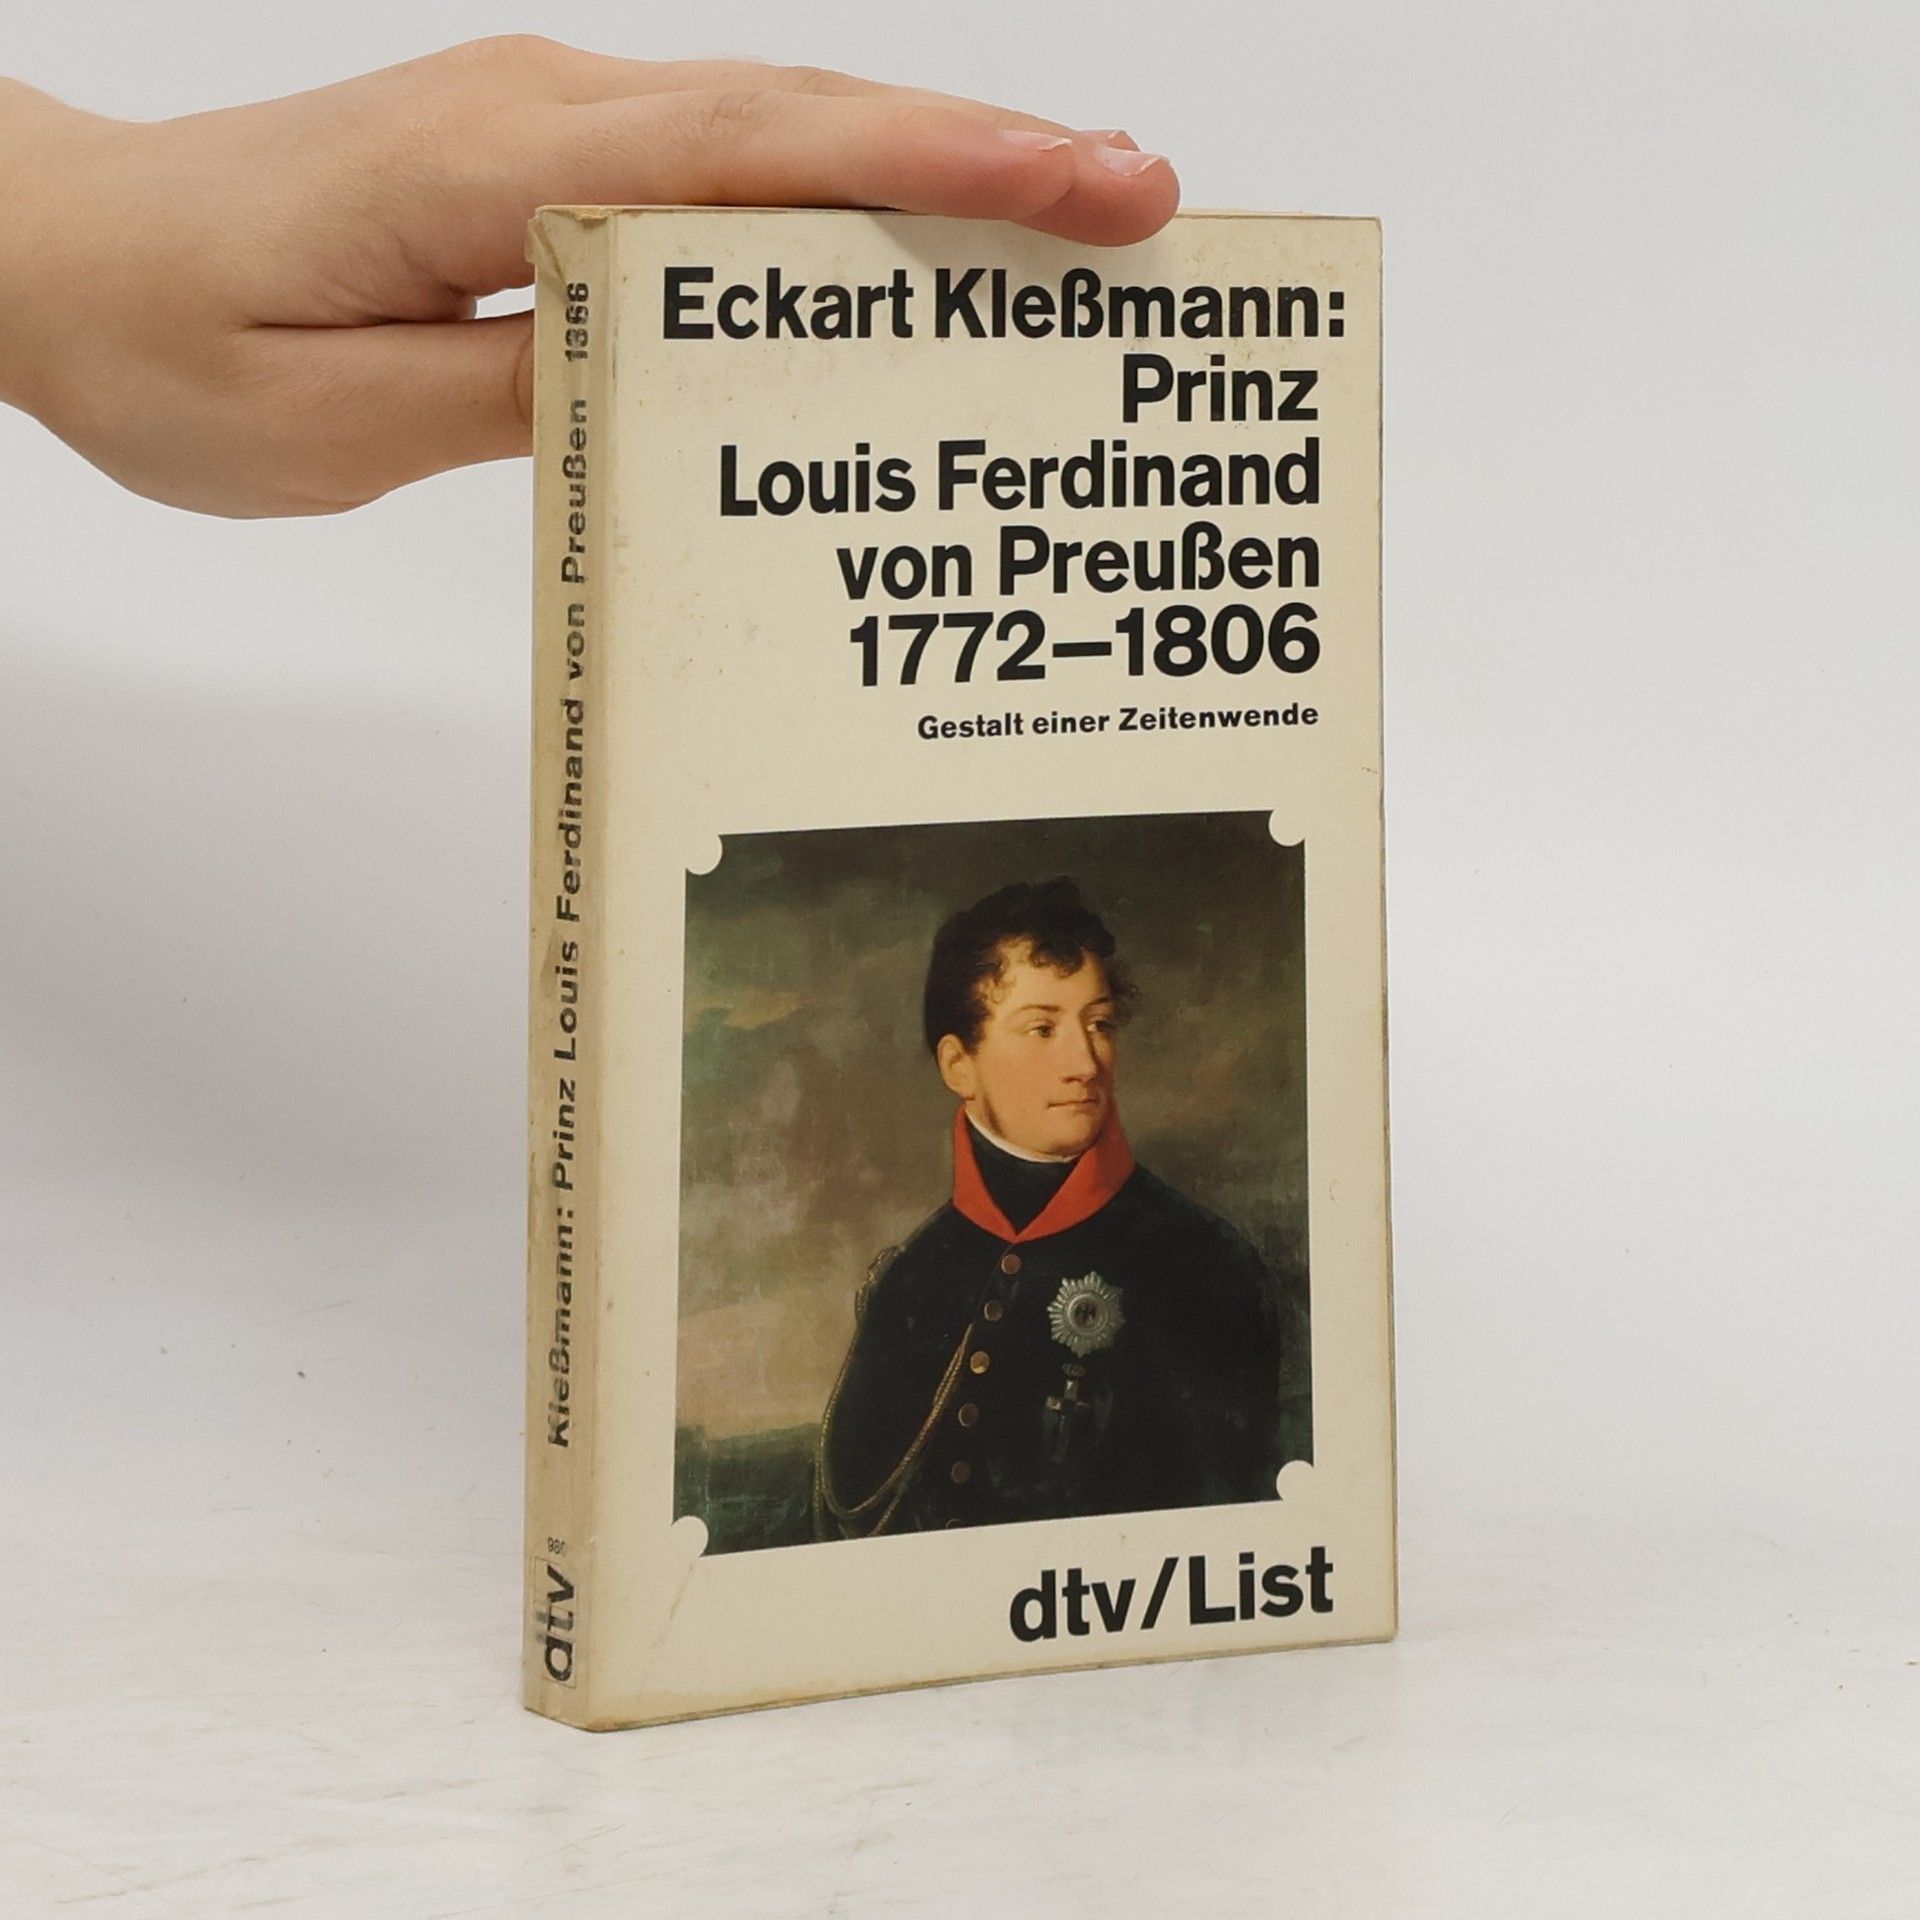 Eckart Kleßmann:
Prinz
Louis Ferdinand
von Preußen
1772–1806
Gestalt einer Zeitenwende
dtv/List
dtv Kleßmann: Prinz Louis Ferdinand von Preußen 1366